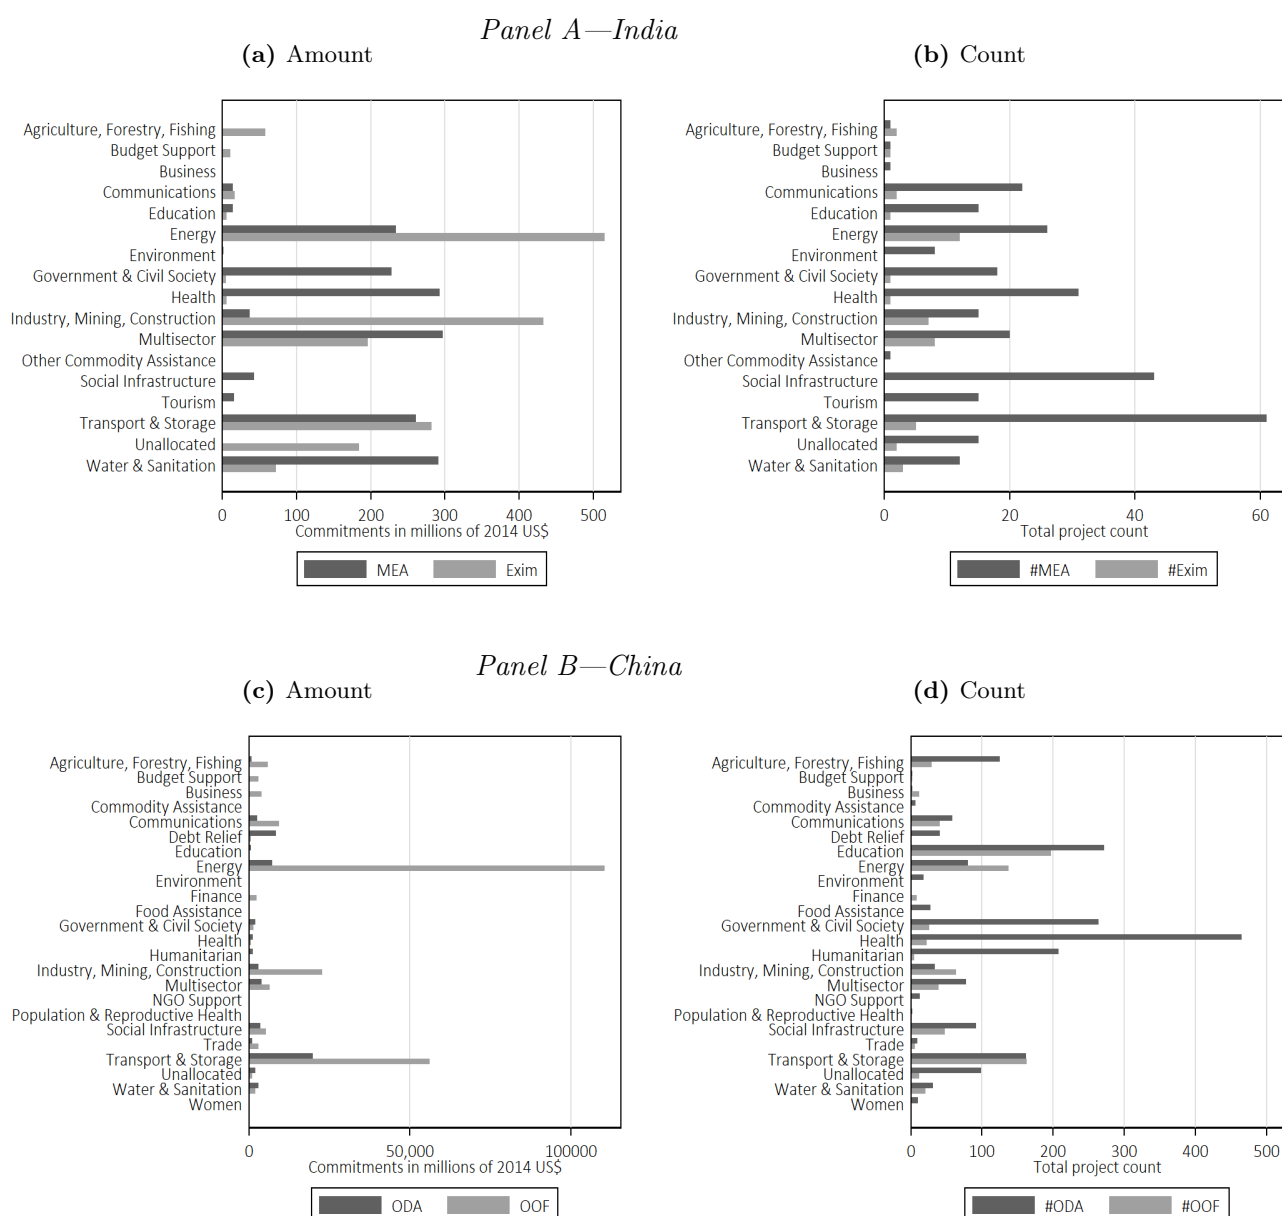 Panel A—India
(a) Amount
Agriculture, Forestry, Fishing
Budget Support
Business
Communications
Education
Energy
Environment
Government & Civil Society
Health
Industry, Mining, Construction
Multisector
Other Commodity Assistance
Social Infrastructure
Tourism
Transport & Storage
Unallocated
Water & Sanitation
0 100 200 300 400 500
Commitments in millions of 2014 US$
MEA Exim
(b) Count
Agriculture, Forestry, Fishing
Budget Support
Business
Communications
Education
Energy
Environment
Government & Civil Society
Health
Industry, Mining, Construction
Multisector
Other Commodity Assistance
Social Infrastructure
Tourism
Transport & Storage
Unallocated
Water & Sanitation
0 20 40 60
Total project count
#MEA #Exim
Panel B—China
(c) Amount
Agriculture, Forestry, Fishing
Budget Support
Business
Commodity Assistance
Communications
Debt Relief
Education
Energy
Environment
Finance
Food Assistance
Government & Civil Society
Health
Humanitarian
Industry, Mining, Construction
Multisector
NGO Support
Population & Reproductive Health
Social Infrastructure
Trade
Transport & Storage
Unallocated
Water & Sanitation
Women
0 50,000 100000
Commitments in millions of 2014 US$
ODA OOF
(d) Count
Agriculture, Forestry, Fishing
Budget Support
Business
Commodity Assistance
Communications
Debt Relief
Education
Energy
Environment
Finance
Food Assistance
Government & Civil Society
Health
Humanitarian
Industry, Mining, Construction
Multisector
NGO Support
Population & Reproductive Health
Social Infrastructure
Trade
Transport & Storage
Unallocated
Water & Sanitation
Women
0 100 200 300 400 500
Total project count
#ODA #OOF